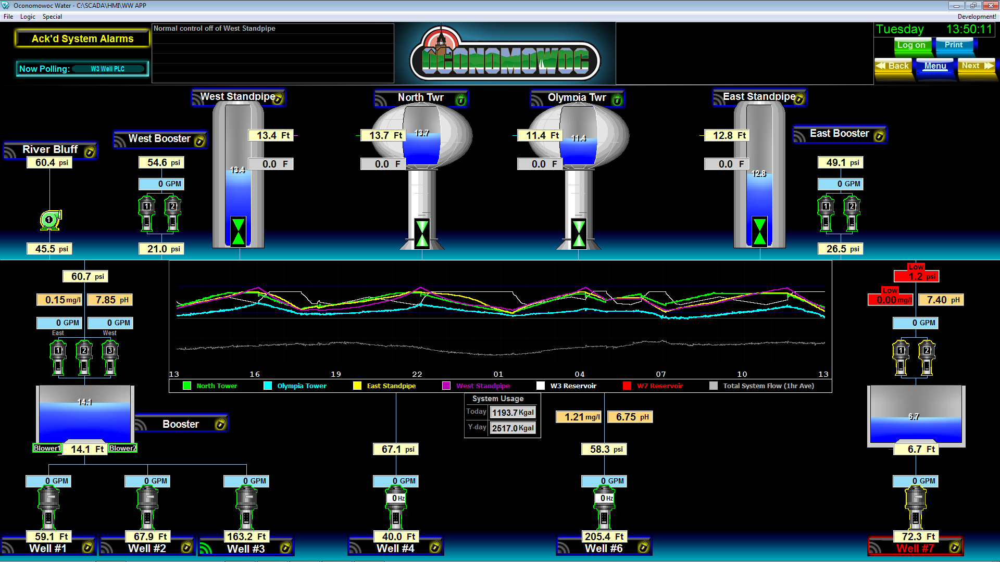 Oconomowoc Water - C:\SCADA\HMI\WW APP
File Logic Special Development!
Ack'd System Alarms
Normal control off of West Standpipe
OCONOMOWOC
Tuesday 13:50:11
Log on Print
Now Polling: W3 Well PLC
Back Menu Next
West Standpipe North Twr Olympia Twr East Standpipe
River Bluff West Booster East Booster
13.4 Ft 13.7 Ft 13.7 11.4 Ft 11.4 12.8 Ft
60.4 psi 54.6 psi 0.0 F 0.0 F 0.0 F 0.0 F 49.1 psi
13.4 12.8
0 GPM 0 GPM
1 2 1 2
1
45.5 psi 21.0 psi 26.5 psi
60.7 psi
Low
1.2 psi
Low
0.15 mg/l 7.85 pH 0.00 mg/l 7.40 pH
0 GPM 0 GPM 0 GPM
East West
1 2 3 1 2
13 16 19 22 01 04 07 10 13
North Tower Olympia Tower East Standpipe West Standpipe W3 Reservoir W7 Reservoir Total System Flow (1hr Ave)
System Usage
Today 1193.7 Kgal
Y-day 2517.0 Kgal
1.21 mg/l 6.75 pH
14.1 6.7
Booster
Blower1 14.1 Ft Blower2 67.1 psi 58.3 psi 6.7 Ft
0 GPM 0 GPM 0 GPM 0 GPM 0 GPM 0 GPM
0 Hz 0 Hz
59.1 Ft 67.9 Ft 163.2 Ft 40.0 Ft 205.4 Ft 72.3 Ft
Well #1 Well #2 Well #3 Well #4 Well #6 Well #7